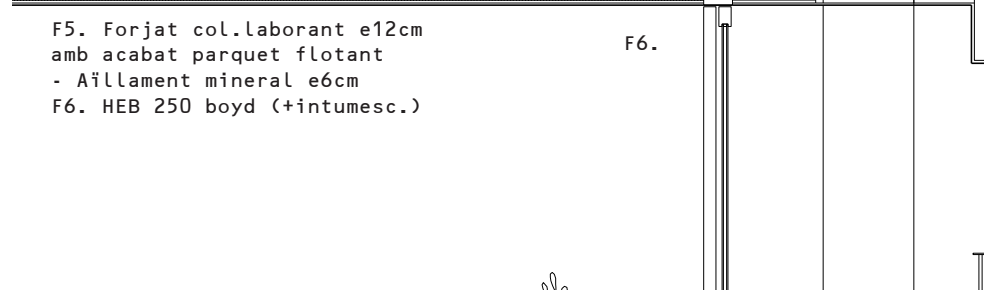 F5. Forjat col.laborant e12cm
amb acabat parquet flotant
- Aïllament mineral e6cm
F6. HEB 250 boyd (+intumesc.)
F6.